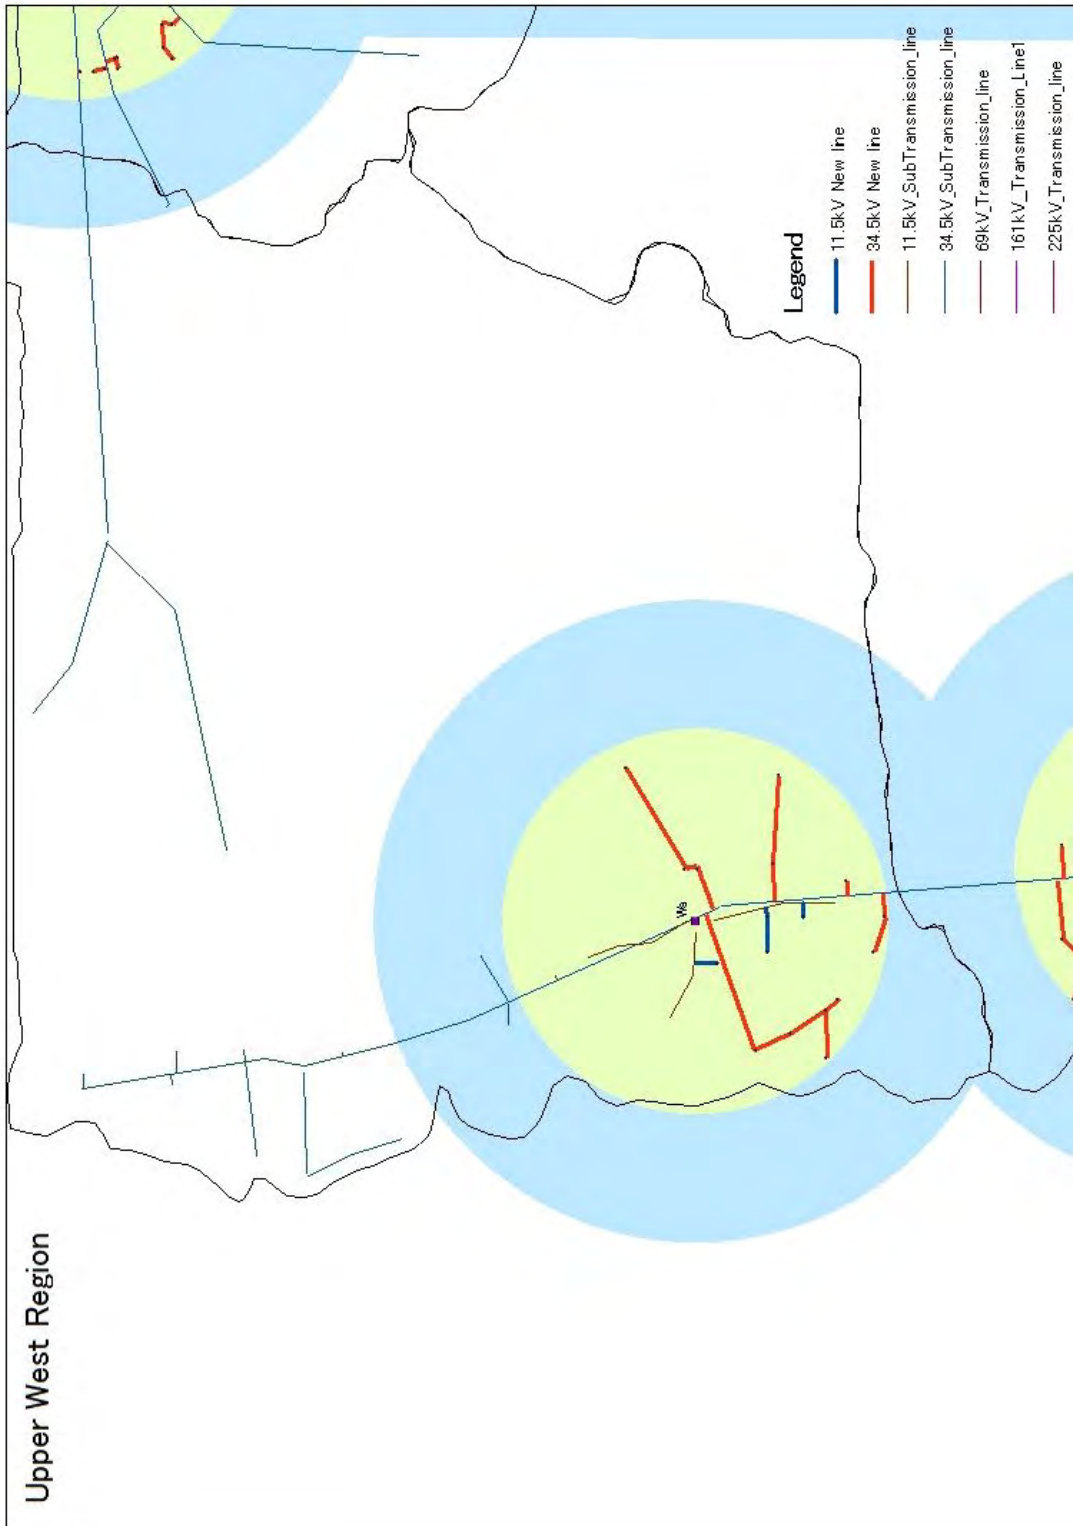 Upper West Region
Wa
Legend
11.5kV New line
34.5kV New line
11.5kV_SubTransmission_line
34.5kV_SubTransmission_line
69kV_Transmission_line
161kV_Transmission_Line1
225kV_Transmission_line